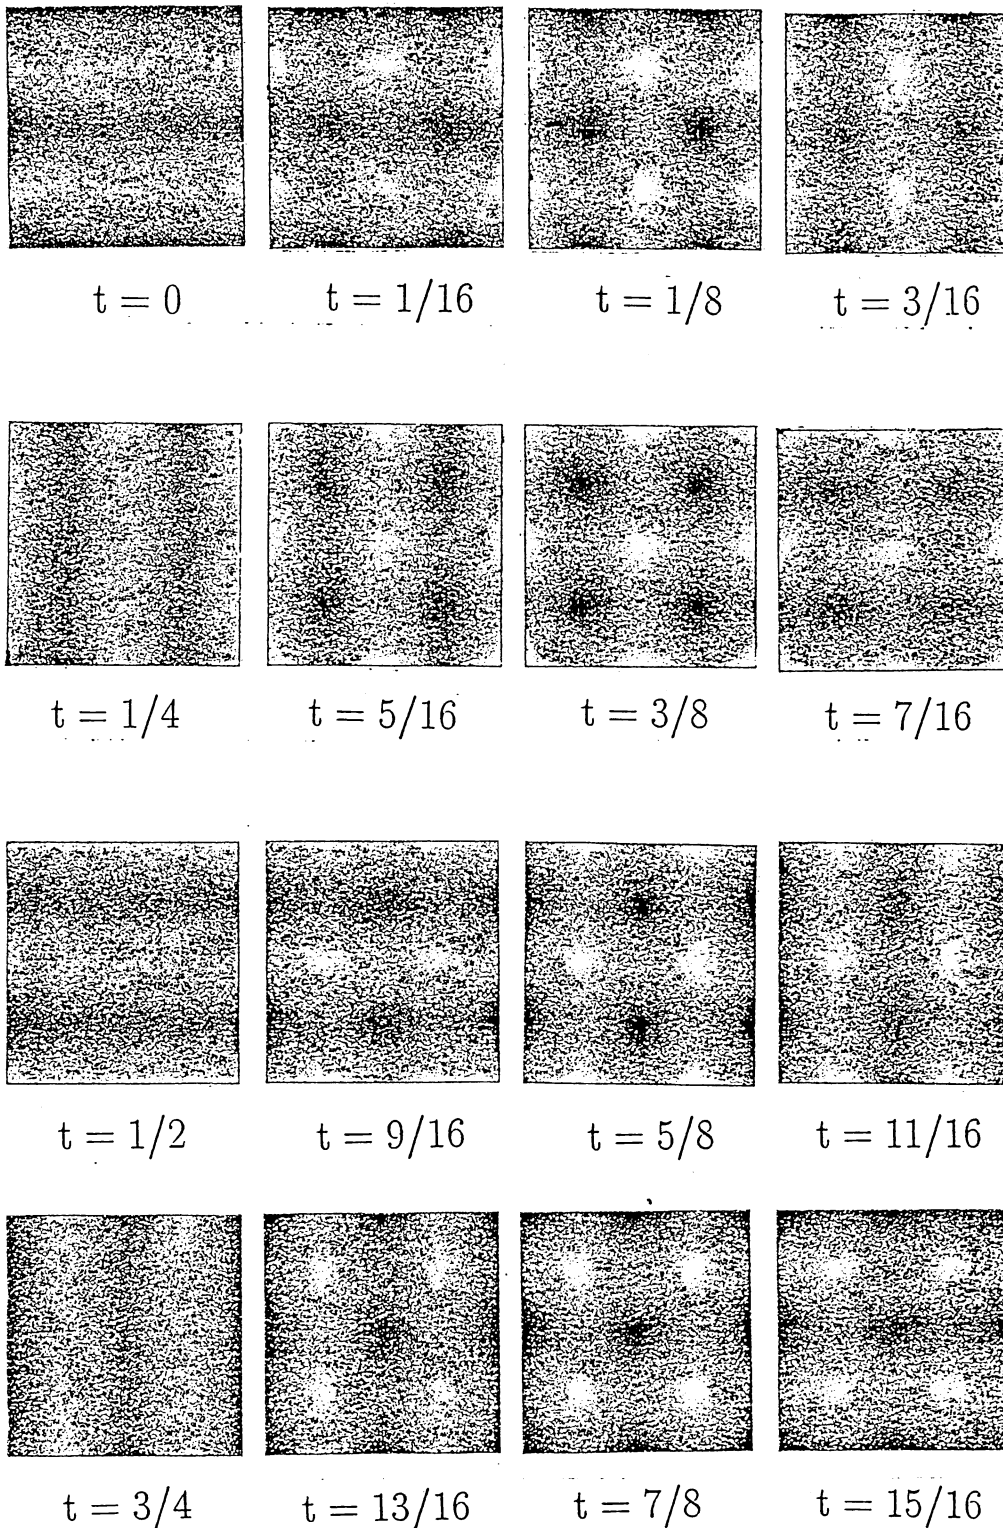 t = 0
t = 1/16
t = 1/8
t = 3/16
t = 1/4
t = 5/16
t = 3/8
t = 7/16
t = 1/2
t = 9/16
t = 5/8
t = 11/16
t = 3/4
t = 13/16
t = 7/8
t = 15/16